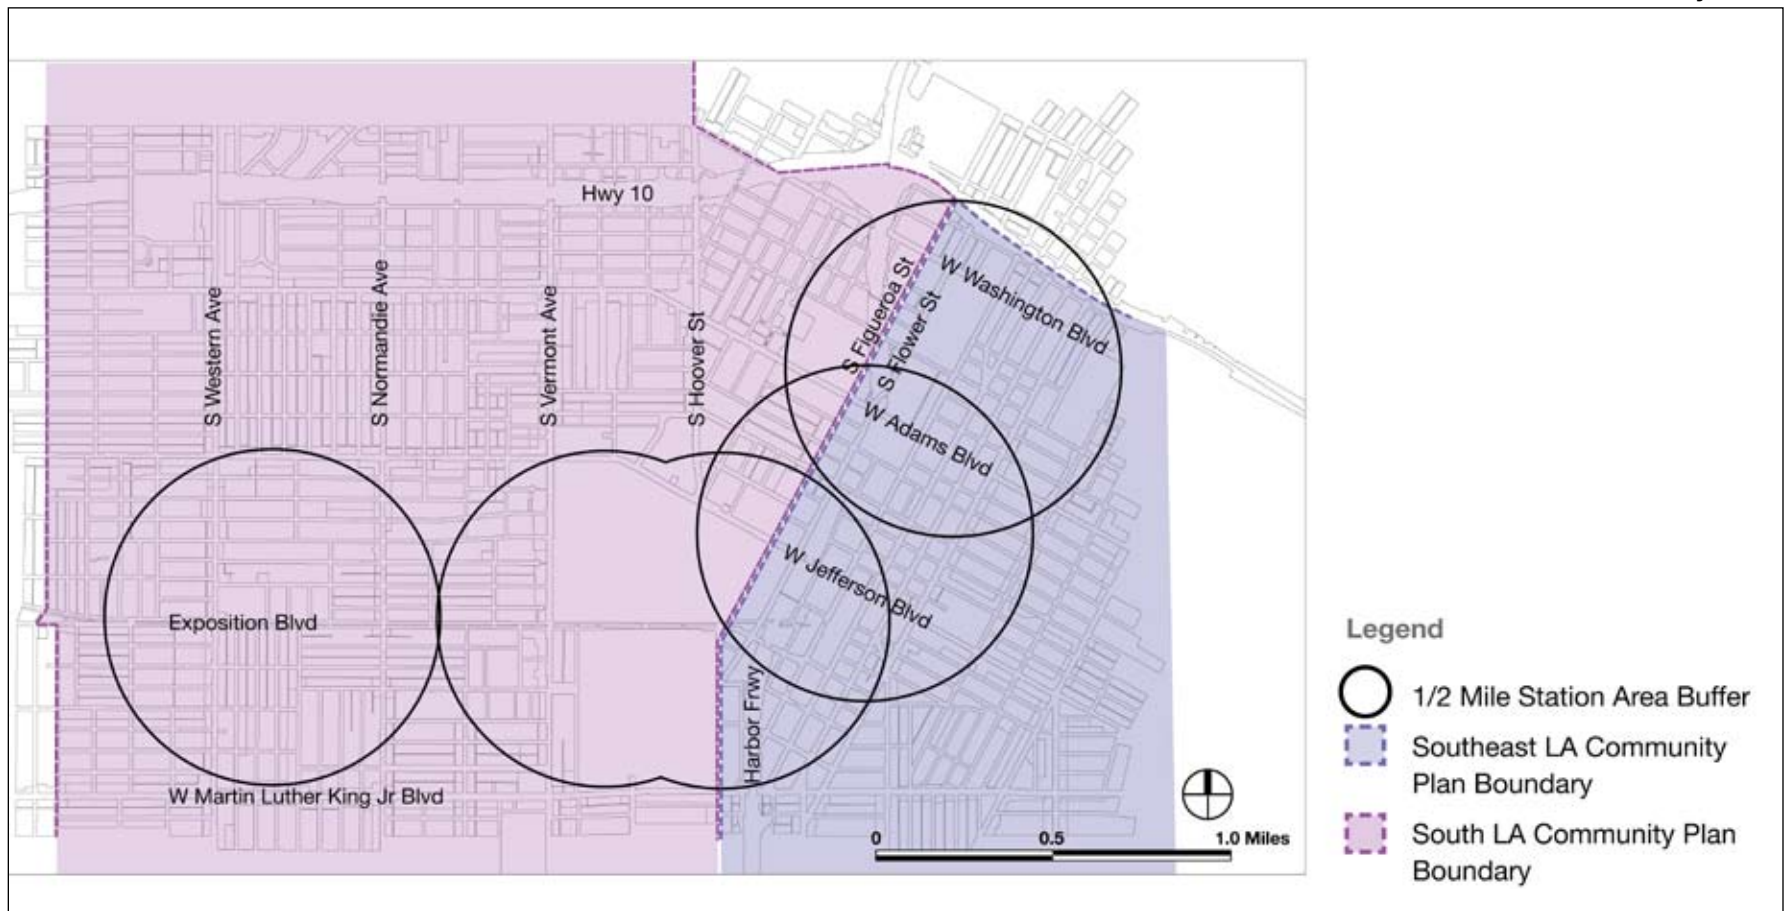 Hwy 10
S Western Ave
S Normandie Ave
S Vermont Ave
S Hoover St
S Figueroa St
S Flower St
W Washington Blvd
W Adams Blvd
W Jefferson Blvd
Exposition Blvd
Harbor Frwy
W Martin Luther King Jr Blvd
0 0.5 1.0 Miles
Legend
1/2 Mile Station Area Buffer
Southeast LA Community
Plan Boundary
South LA Community Plan
Boundary